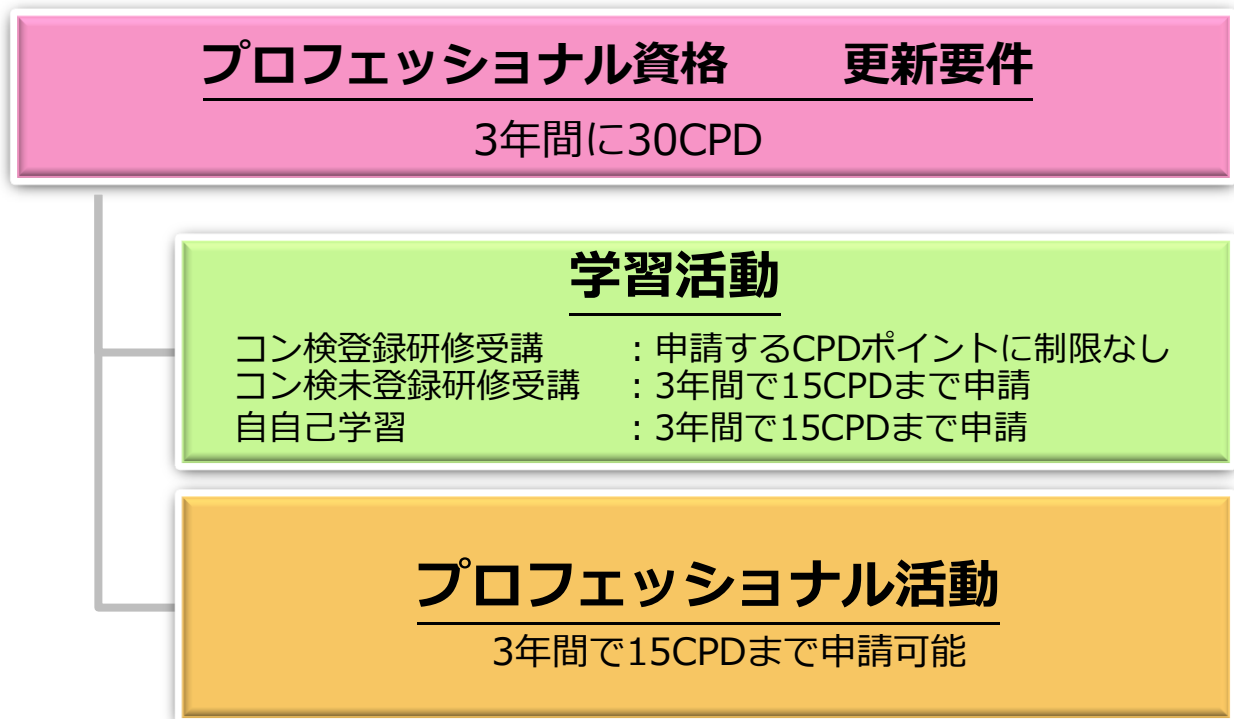 プロフェッショナル資格　　更新要件
3年間に30CPD
学習活動
コン検登録研修受講　　　：申請するCPDポイントに制限なし
コン検未登録研修受講　　：3年間で15CPDまで申請
自自己学習　　　　　　　：3年間で15CPDまで申請
プロフェッショナル活動
3年間で15CPDまで申請可能